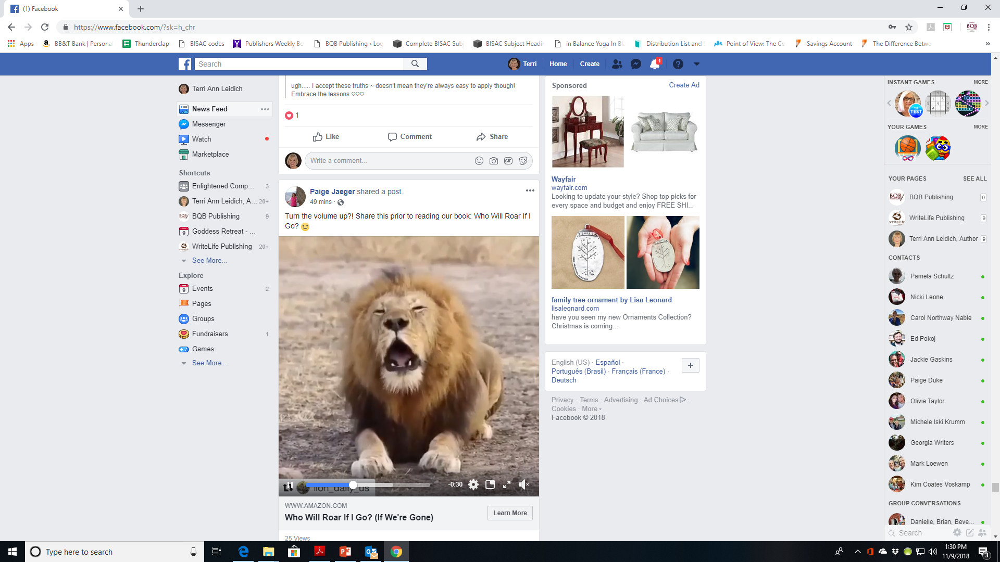 (1) Facebook
https://www.facebook.com/?sk=h_chr
Apps
BB&T Bank | Persona
Thunderclap
BISAC codes
Publishers Weekly Bo
BQB Publishing › Log
Complete BISAC Subj
BISAC Subject Headin
in Balance Yoga In Bla
Distribution List and S
Point of View: The Co
Savings Account
The Difference Betwe
Search
Terri
Home
Create
1
Terri Ann Leidich
News Feed
Messenger
Watch
Marketplace
Shortcuts
Enlightened Comp... 3
Terri Ann Leidich, A... 20+
BQB Publishing 9
Goddess Retreat - ...
WriteLife Publishing 20+
See More...
Explore
Events 2
Pages
Groups
Fundraisers 1
Games
See More...
ugh..... I accept these truths ~ doesn't mean they're always easy to apply though!
Embrace the lessons ♡♡♡
1
Like
Comment
Share
Write a comment...
GIF
Paige Jaeger shared a post.
49 mins ·
Turn the volume up?! Share this prior to reading our book: Who Will Roar If I
Go?
lion_daily_us
-0:30
WWW.AMAZON.COM
Who Will Roar If I Go? (If We're Gone)
Learn More
25 Views
Sponsored
Create Ad
Wayfair
wayfair.com
Looking to update your style? Shop top picks for
every space and budget and enjoy FREE SHI...
family tree ornament by Lisa Leonard
lisaleonard.com
have you seen my new Ornaments Collection?
Christmas is coming...
English (US) · Español ·
Português (Brasil) · Français (France) ·
Deutsch
Privacy · Terms · Advertising · Ad Choices ·
Cookies · More
Facebook © 2018
INSTANT GAMES
MORE
TEST
YOUR GAMES
MORE
YOUR PAGES
SEE ALL
BQB Publishing 9
WriteLife Publishing 9
Terri Ann Leidich, Author 9
CONTACTS
Pamela Schultz
Nicki Leone
Carol Northway Nable
Ed Pokoj
Jackie Gaskins
Paige Duke
Olivia Taylor
Michele Iski Krumm
Georgia Writers
Mark Loewen
Kim Coates Voskamp
GROUP CONVERSATIONS
Danielle, Brian, Beve...
Search
Type here to search
1:30 PM
11/9/2018
3